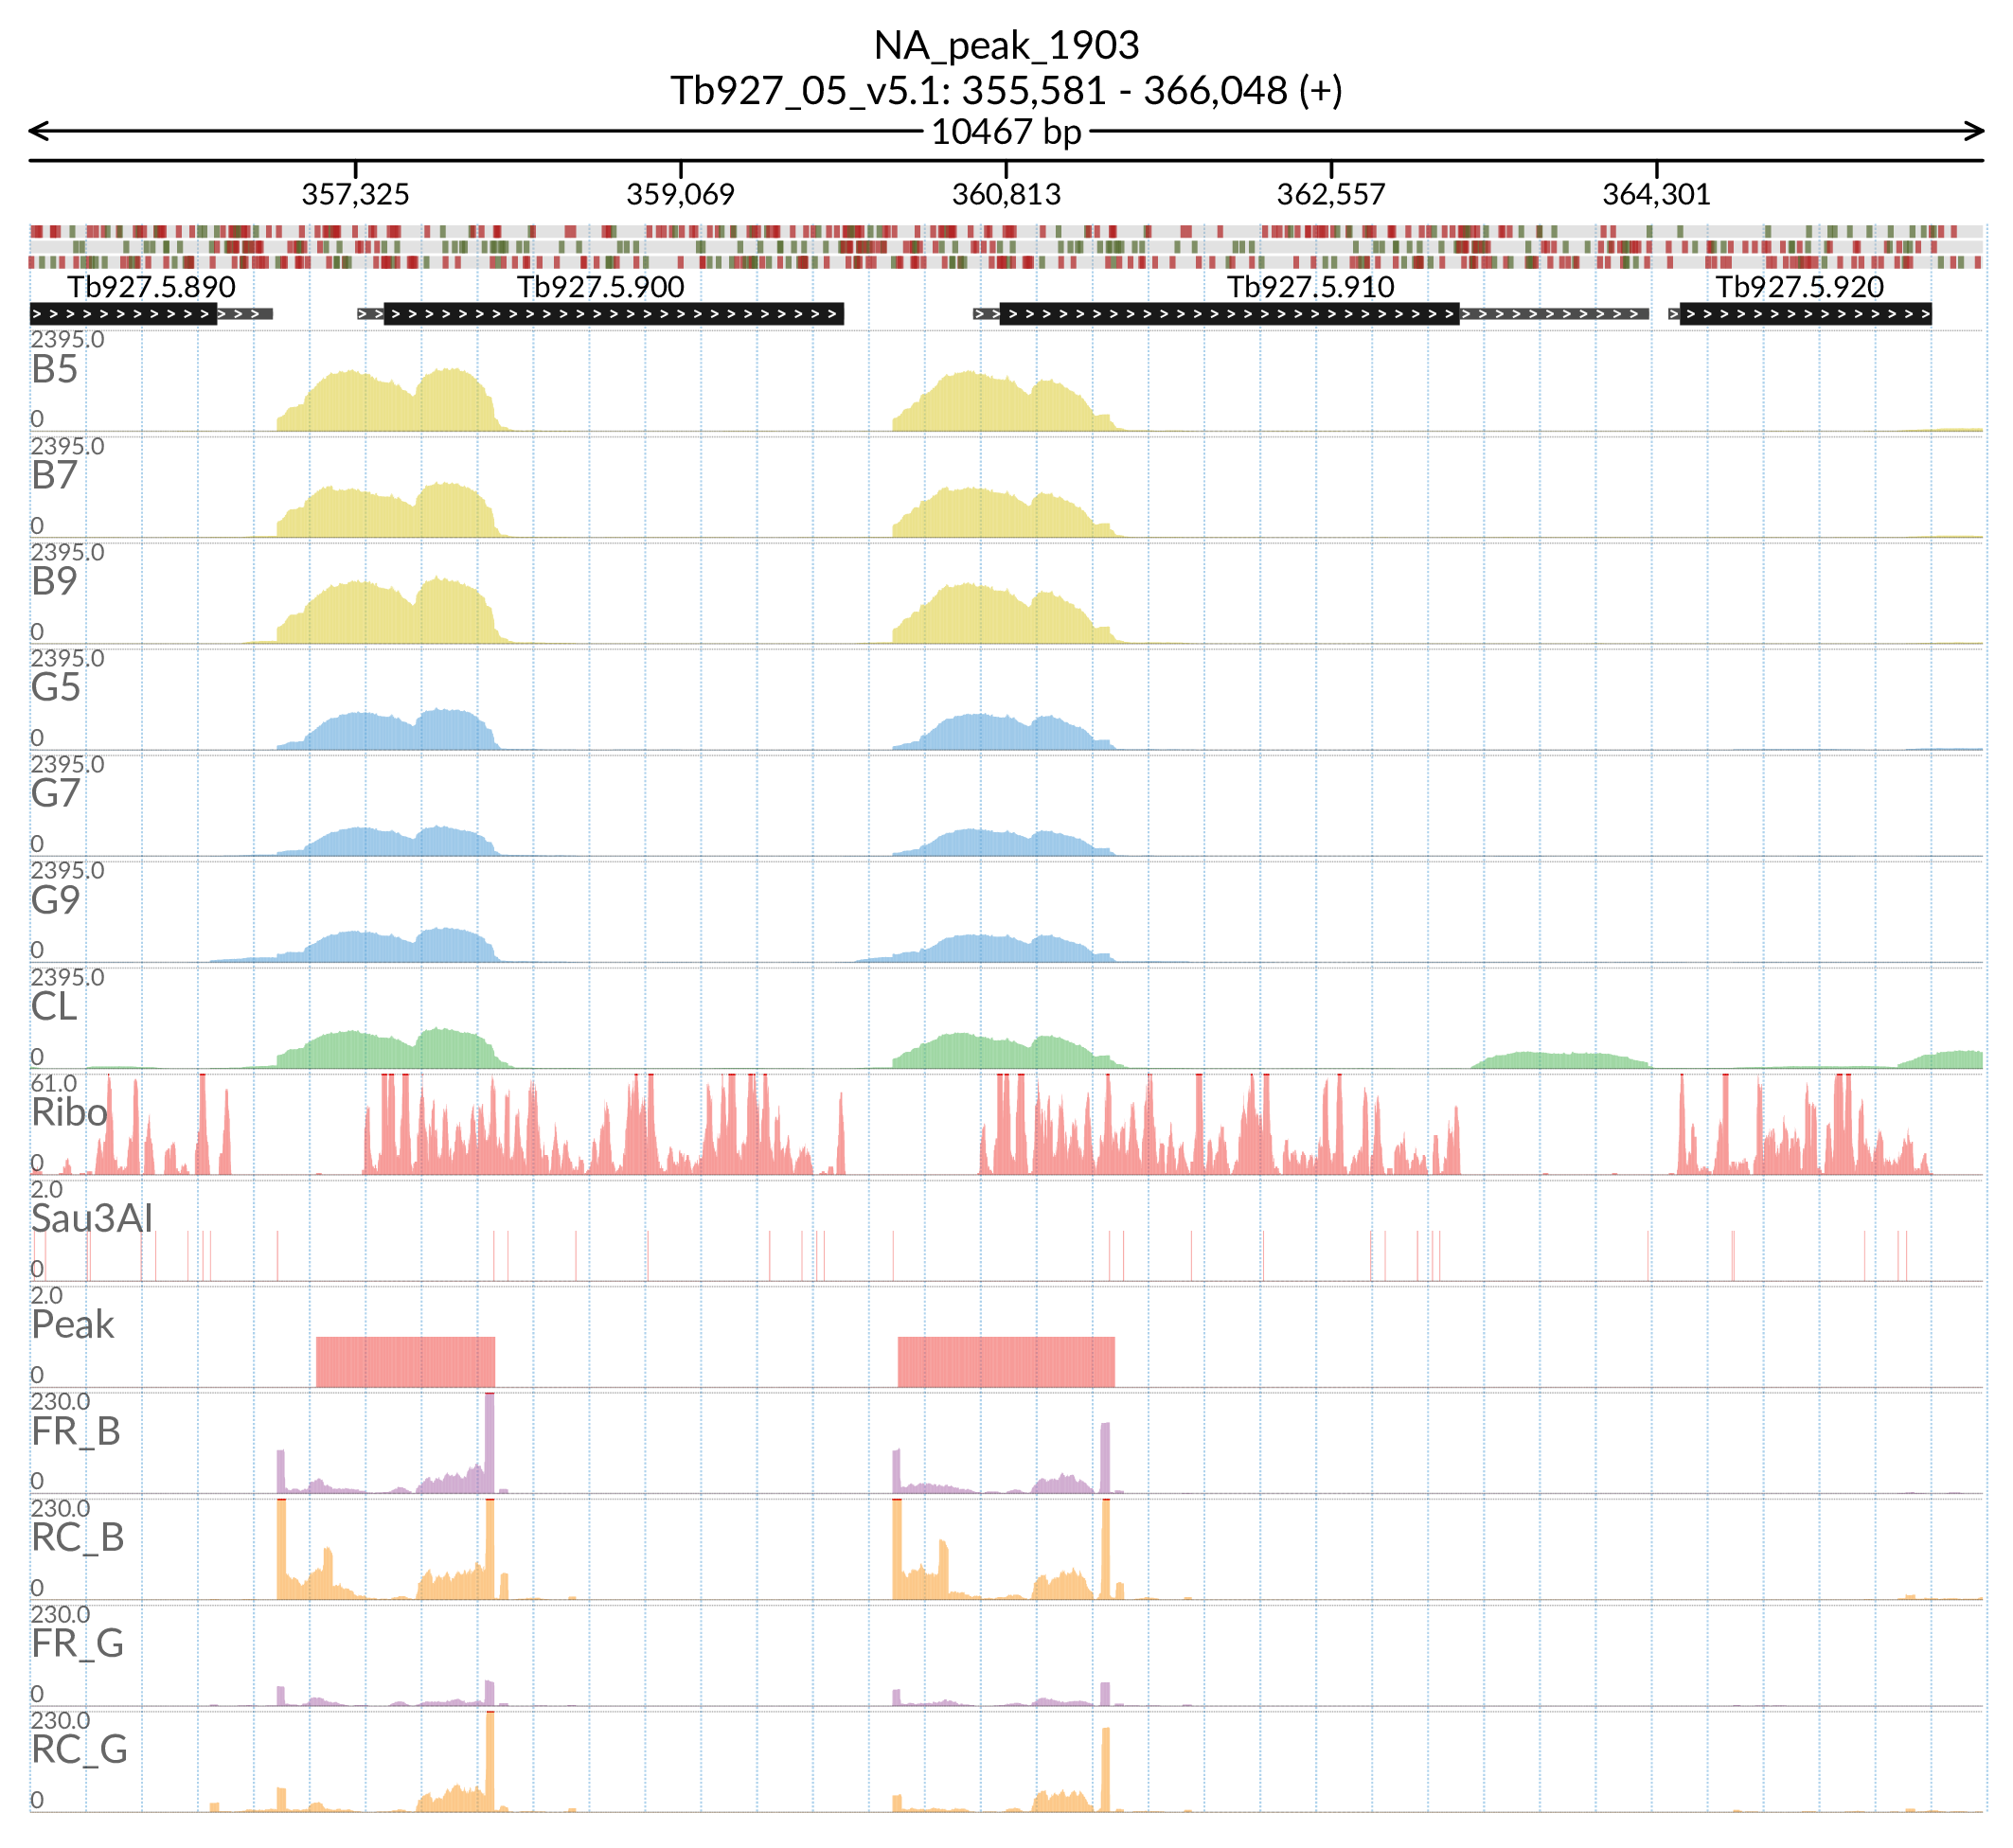 NA_peak_1903
Tb927_05_v5.1: 355,581 - 366,048 (+)
10467 bp
357,325 359,069 360,813 362,557 364,301
Tb927.5.890 Tb927.5.900 Tb927.5.910 Tb927.5.920
2395.0
B5
0
2395.0
B7
0
2395.0
B9
0
2395.0
G5
0
2395.0
G7
0
2395.0
G9
0
2395.0
CL
0
61.0
Ribo
0
2.0
Sau3AI
0
2.0
Peak
0
230.0
FR_B
0
230.0
RC_B
0
230.0
FR_G
0
230.0
RC_G
0